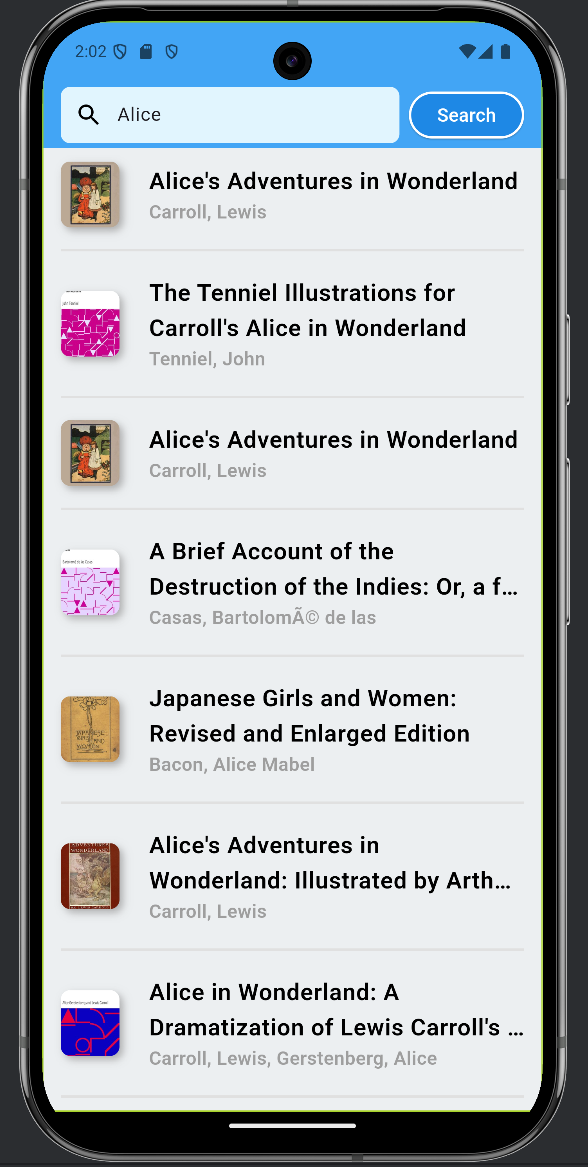 2:02
Alice
Search
Alice's Adventures in Wonderland
Carroll, Lewis
The Tenniel Illustrations for
Carroll's Alice in Wonderland
Tenniel, John
Alice's Adventures in Wonderland
Carroll, Lewis
A Brief Account of the
Destruction of the Indies: Or, a f…
Casas, BartolomÃ© de las
Japanese Girls and Women:
Revised and Enlarged Edition
Bacon, Alice Mabel
Alice's Adventures in
Wonderland: Illustrated by Arth…
Carroll, Lewis
Alice in Wonderland: A
Dramatization of Lewis Carroll's …
Carroll, Lewis, Gerstenberg, Alice